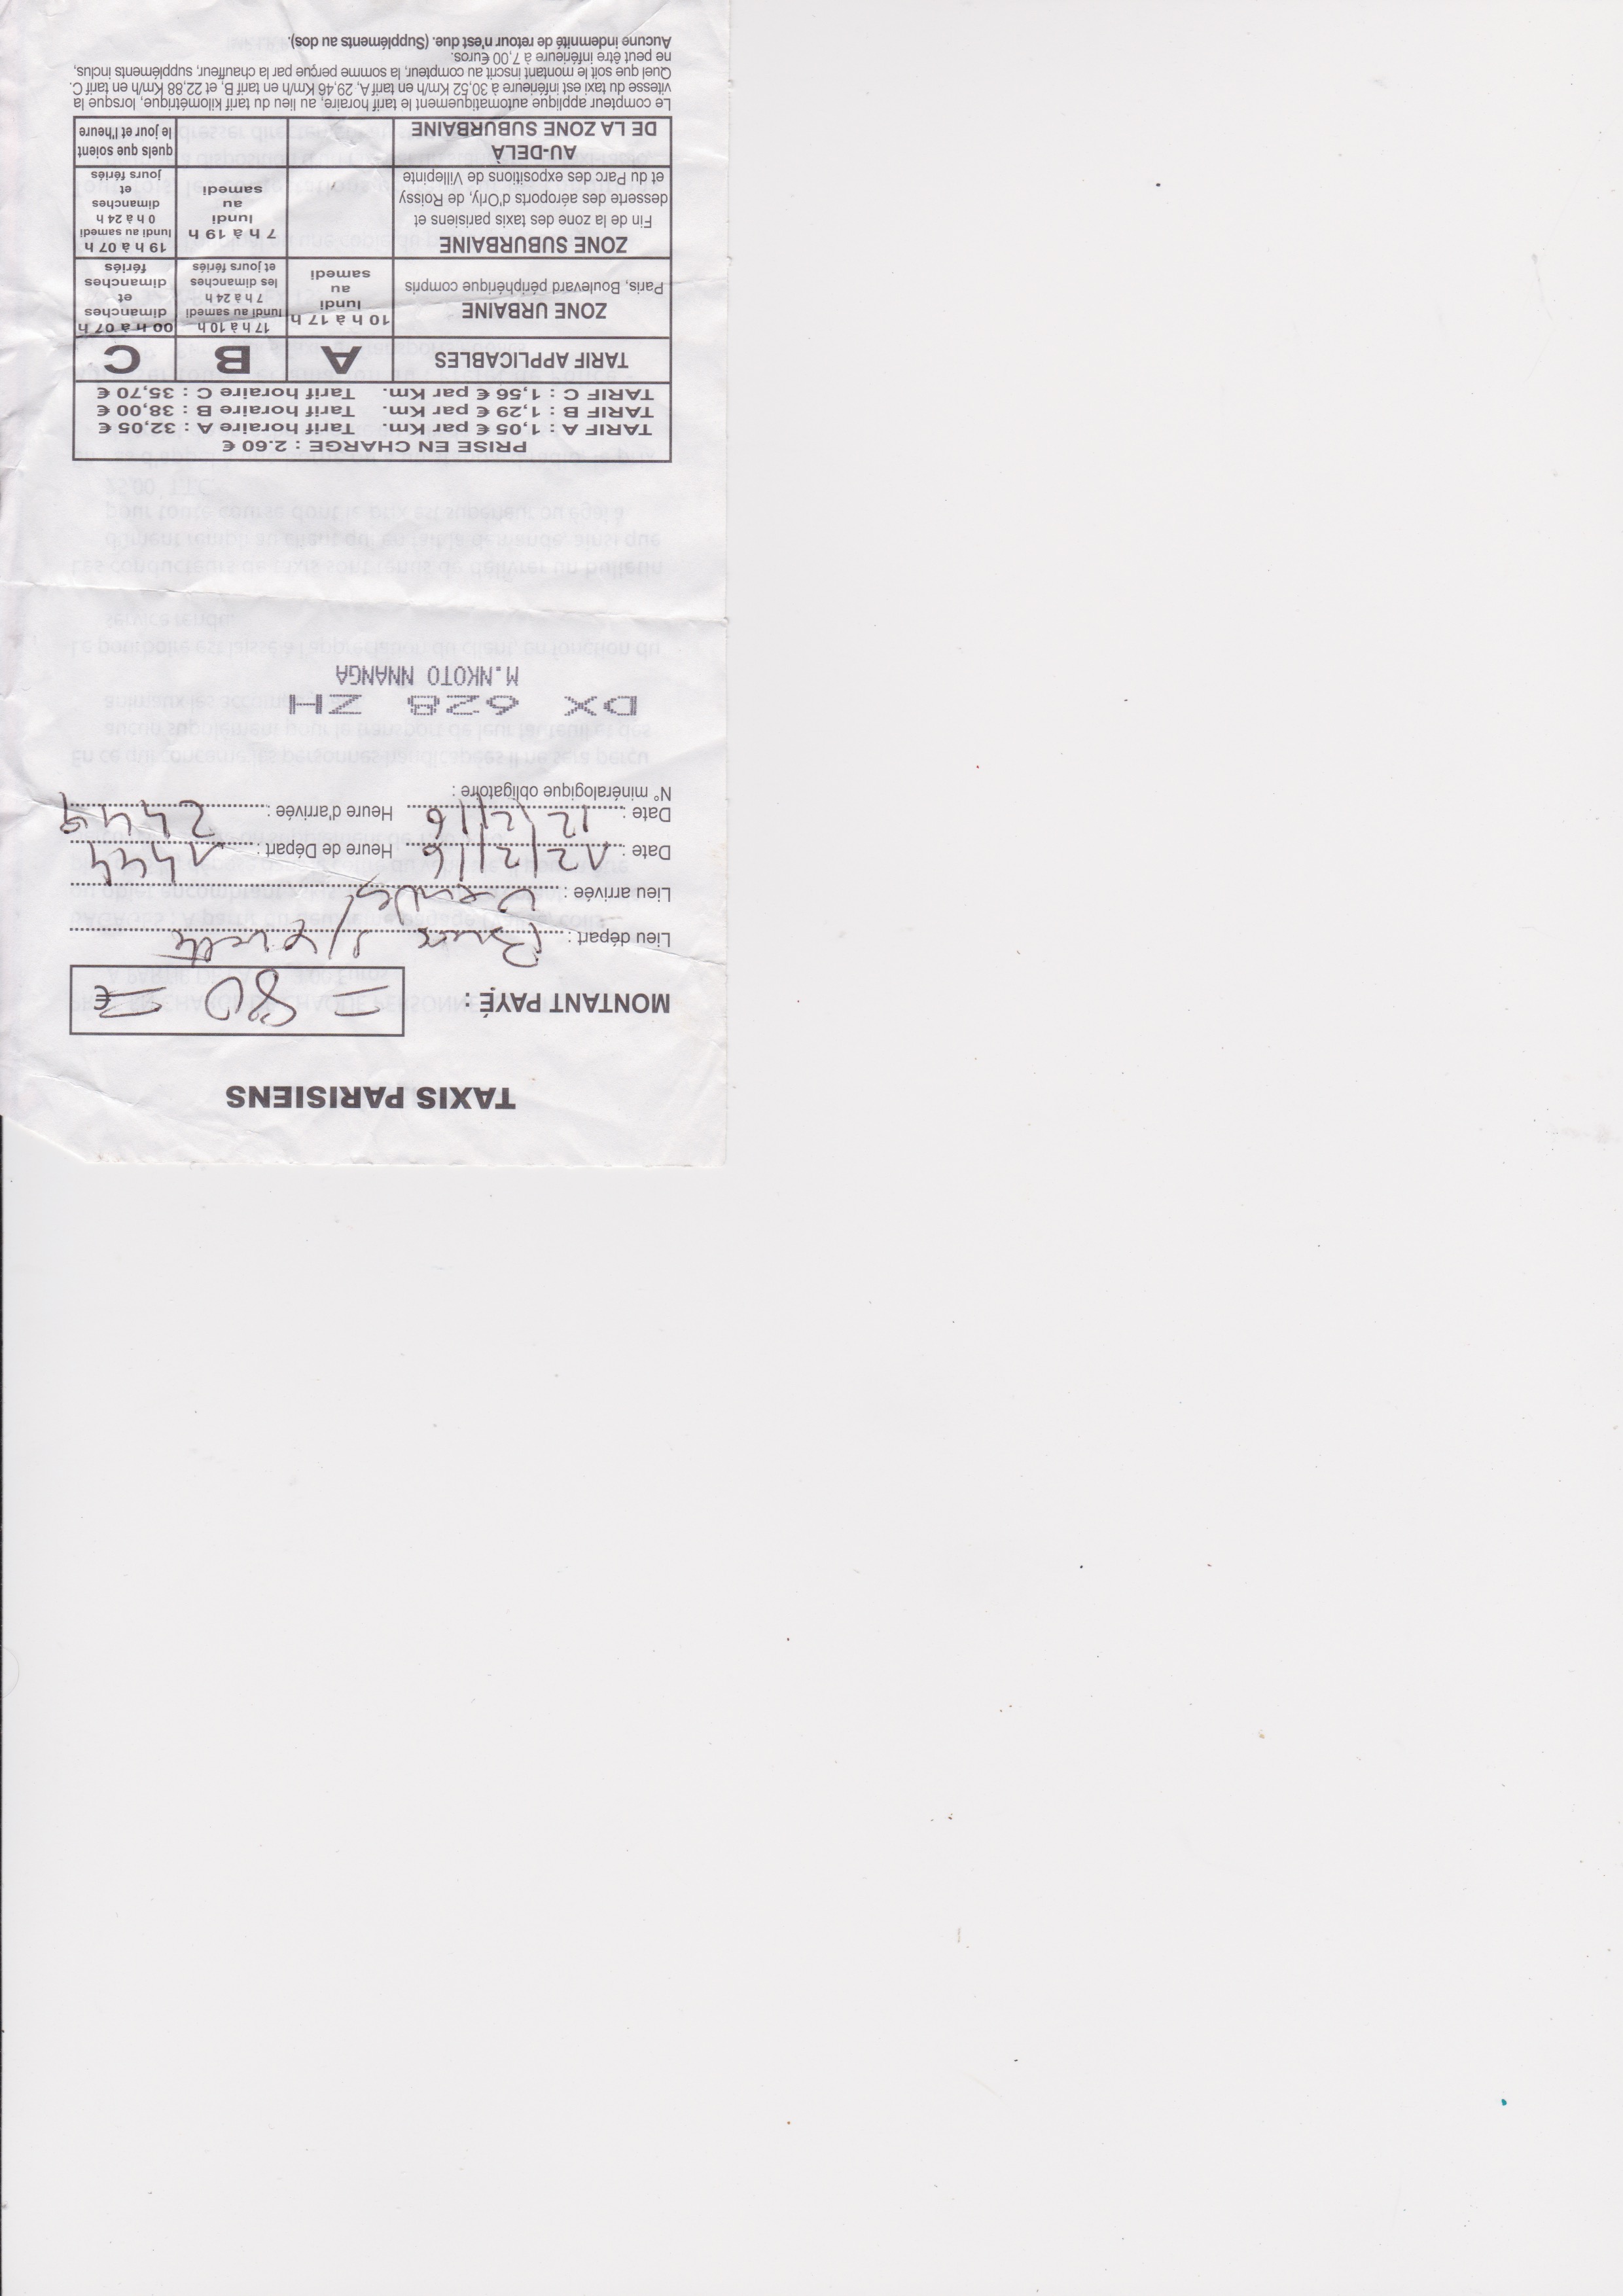 TAXIS PARISIENS
MONTANT PAYÉ : = 80 = €
Lieu départ :
Lieu arrivée :
Date : 12/2/16 Heure de Départ :
Date : 12/2/16 Heure d'arrivée :
N° minéralogique obligatoire :
DX 628 ZH
M.NKOTO NNANGA
PRISE EN CHARGE : 2.60 €
TARIF A : 1,05 € par Km. Tarif horaire A : 32,05 €
TARIF B : 1,29 € par Km. Tarif horaire B : 38,00 €
TARIF C : 1,56 € par Km. Tarif horaire C : 35,70 €
TARIF APPLICABLES A B C
ZONE URBAINE
Paris, Boulevard périphérique compris
10 h à 17 h
lundi
au
samedi
17 h à 10 h
lundi au samedi
7 h à 24 h
les dimanches
et jours fériés
00 h à 07 h
dimanches
et
dimanches
fériés
ZONE SUBURBAINE
Fin de la zone des taxis parisiens et
desserte des aéroports d'Orly, de Roissy
et du Parc des expositions de Villepinte
7 h à 19 h
lundi
au
samedi
19 h à 07 h
lundi au samedi
0 h à 24 h
dimanches
et
jours fériés
AU-DELÀ
DE LA ZONE SUBURBAINE
quels que soient
le jour et l'heure
Le compteur applique automatiquement le tarif horaire, au lieu du tarif kilométrique, lorsque la
vitesse du taxi est inférieure à 30,52 Km/h en tarif A, 29,46 Km/h en tarif B, et 22,88 Km/h en tarif C.
Quel que soit le montant inscrit au compteur, la somme perçue par la chauffeur, suppléments inclus,
ne peut être inférieure à 7,00 € uros.
Aucune indemnité de retour n'est due. (Suppléments au dos).